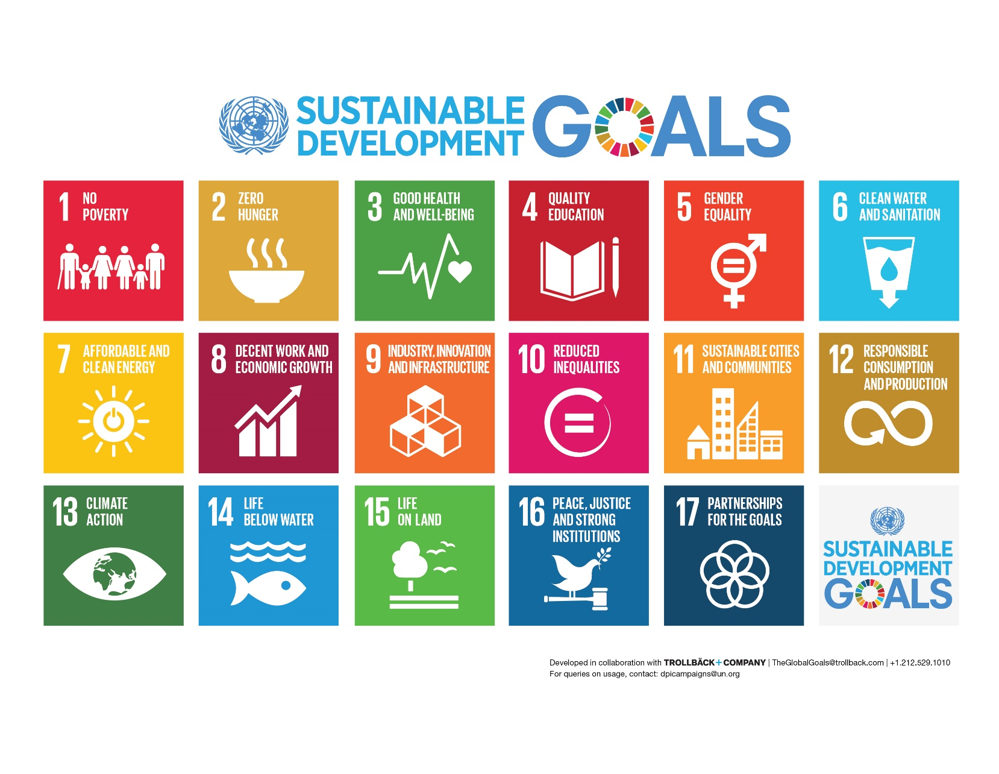 SUSTAINABLE
DEVELOPMENT
GOALS
1 NO
POVERTY
2 ZERO
HUNGER
3 GOOD HEALTH
AND WELL-BEING
4 QUALITY
EDUCATION
5 GENDER
EQUALITY
6 CLEAN WATER
AND SANITATION
7 AFFORDABLE AND
CLEAN ENERGY
8 DECENT WORK AND
ECONOMIC GROWTH
9 INDUSTRY, INNOVATION
AND INFRASTRUCTURE
10 REDUCED
INEQUALITIES
11 SUSTAINABLE CITIES
AND COMMUNITIES
12 RESPONSIBLE
CONSUMPTION
AND PRODUCTION
13 CLIMATE
ACTION
14 LIFE
BELOW WATER
15 LIFE
ON LAND
16 PEACE, JUSTICE
AND STRONG
INSTITUTIONS
17 PARTNERSHIPS
FOR THE GOALS
SUSTAINABLE
DEVELOPMENT
GOALS
Developed in collaboration with TROLLBÄCK+COMPANY | TheGlobalGoals@trollback.com | +1.212.529.1010
For queries on usage, contact: dpicampaigns@un.org